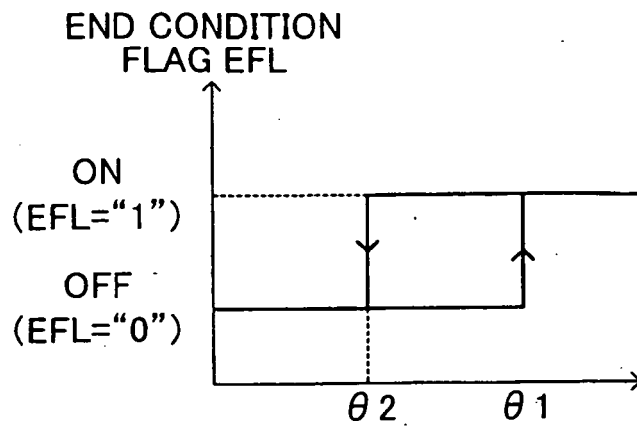 END CONDITION
FLAG EFL
ON
(EFL="1")
OFF
(EFL="0")
θ2
θ1